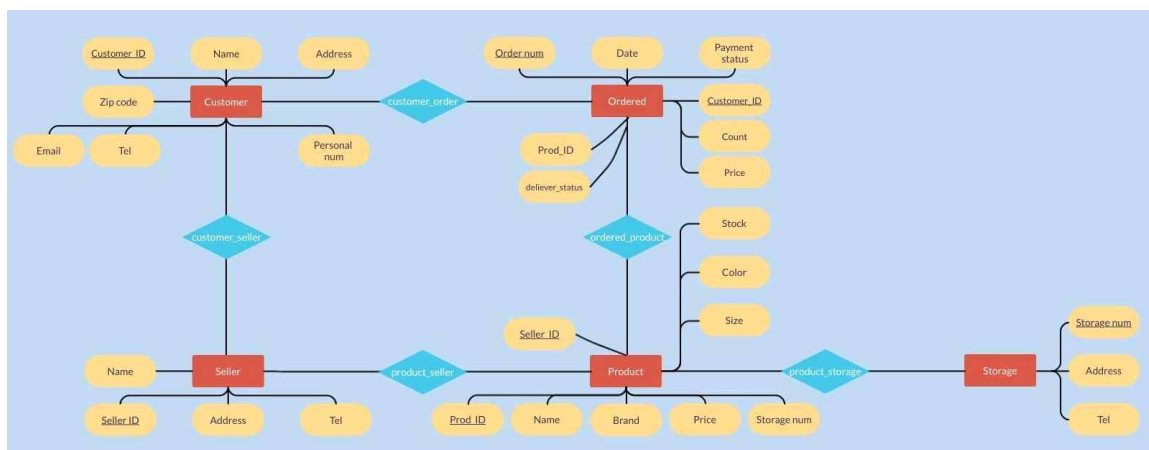 Customer_ID
Name
Address
Order num
Date
Payment
status
Zip code
Customer
customer_order
Ordered
Customer_ID
Email
Tel
Personal
num
Prod_ID
Count
deliever_status
Price
customer_seller
ordered_product
Stock
Color
Size
Seller_ID
Storage num
Name
Seller
product_seller
Product
product_storage
Storage
Address
Seller ID
Address
Tel
Prod_ID
Name
Brand
Price
Storage num
Tel